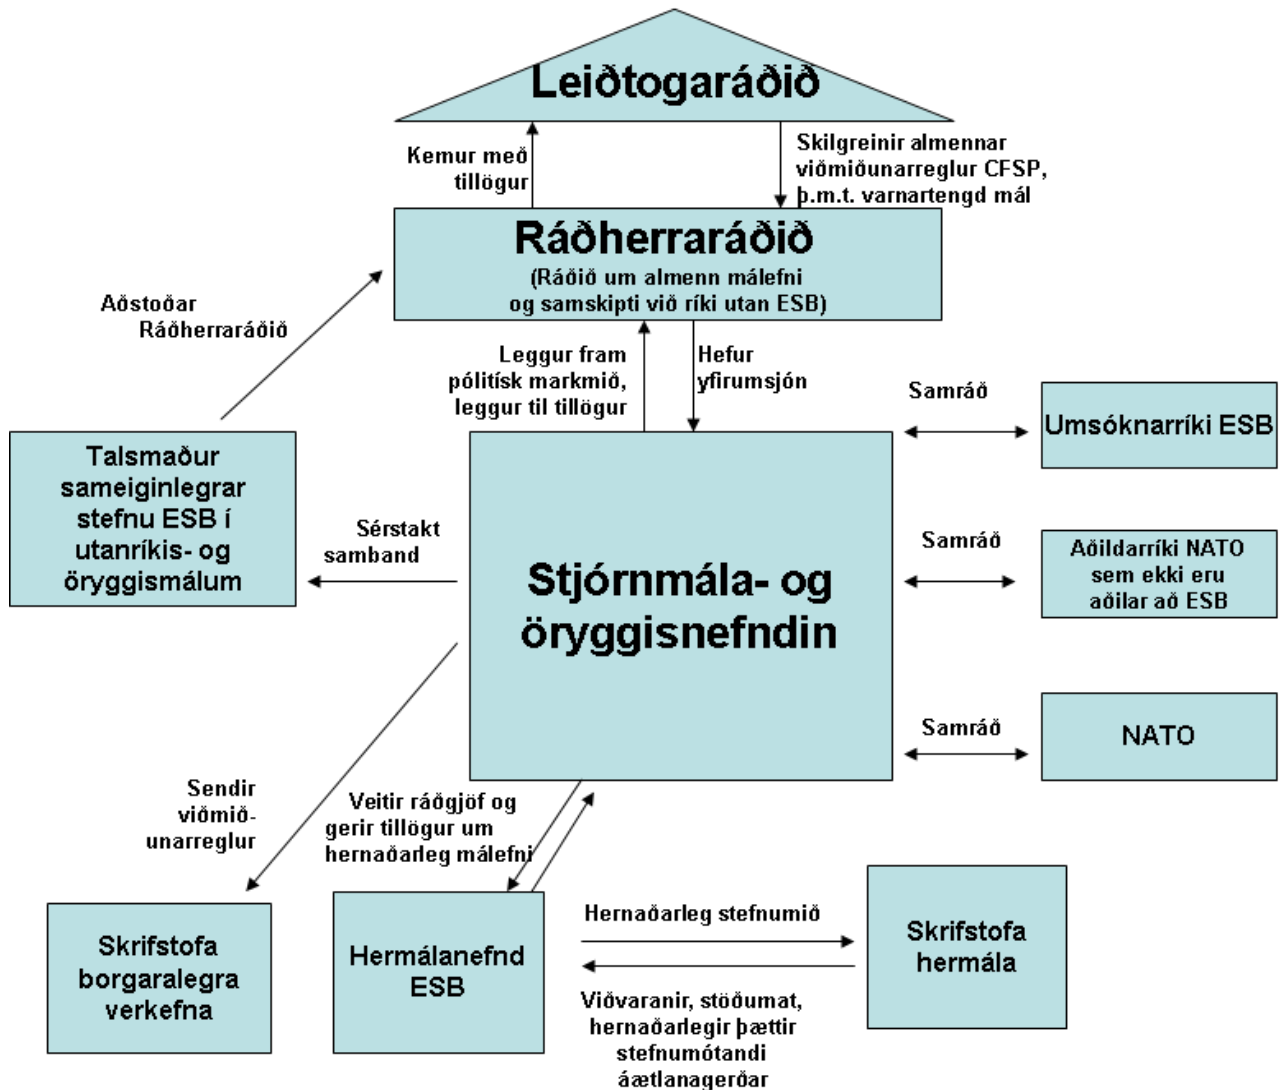 Leiðtogaráðið
Kemur með
tillögur
Skilgreinir almennar
viðmiðunarreglur CFSP,
þ.m.t. varnartengd mál
Ráðherraráðið
(Ráðið um almenn málefni
og samskipti við ríki utan ESB)
Aðstoðar
Ráðherraráðið
Leggur fram
pólitísk markmið,
leggur til tillögur
Hefur
yfirumsjón
Samráð
Umsóknarríki ESB
Talsmaður
sameiginlegrar
stefnu ESB í
utanríkis- og
öryggismálum
Sérstakt
samband
Stjórnmála- og
öryggisnefndin
Samráð
Aðildarríki NATO
sem ekki eru
aðilar að ESB
Samráð
NATO
Sendir
viðmið-
unarreglur
Veitir ráðgjöf og
gerir tillögur um
hernaðarleg málefni
Skrifstofa
borgaralegra
verkefna
Hermálanefnd
ESB
Hernaðarleg stefnumið
Viðvaranir, stöðumat,
hernaðarlegir þættir
stefnumótandi
áætlanagerðar
Skrifstofa
hermála